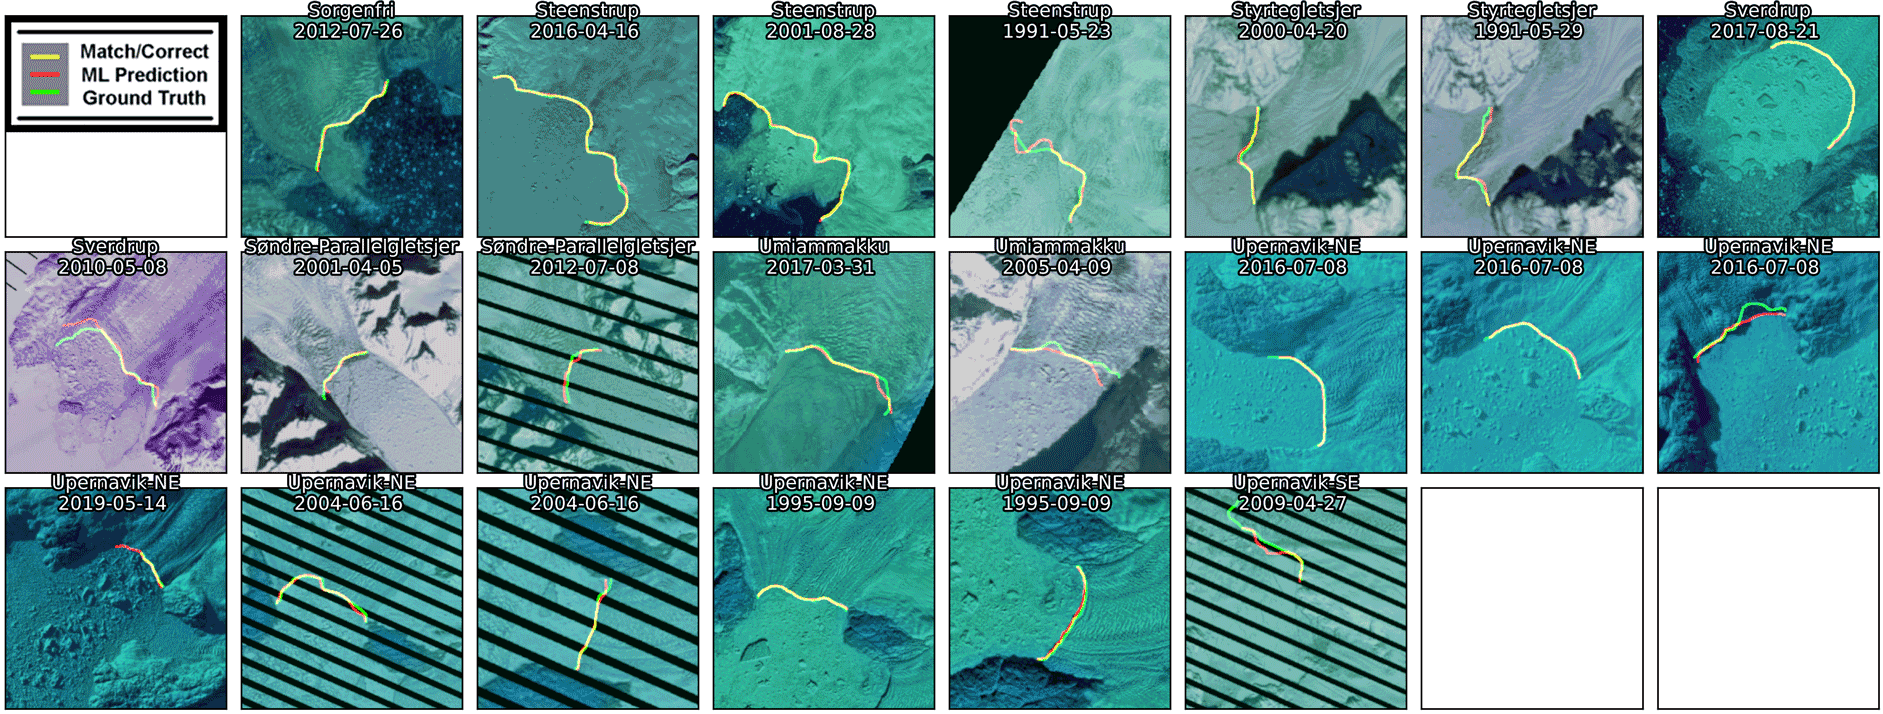 Match/Correct
ML Prediction
Ground Truth
Sorgenfri
2012-07-26
Steenstrup
2016-04-16
Steenstrup
2001-08-28
Steenstrup
1991-05-23
Styrtegletsjer
2000-04-20
Styrtegletsjer
1991-05-29
Sverdrup
2017-08-21
Sverdrup
2010-05-08
Søndre-Parallelgletsjer
2001-04-05
Søndre-Parallelgletsjer
2012-07-08
Umiammakku
2017-03-31
Umiammakku
2005-04-09
Upernavik-NE
2016-07-08
Upernavik-NE
2016-07-08
Upernavik-NE
2016-07-08
Upernavik-NE
2019-05-14
Upernavik-NE
2004-06-16
Upernavik-NE
2004-06-16
Upernavik-NE
1995-09-09
Upernavik-NE
1995-09-09
Upernavik-SE
2009-04-27